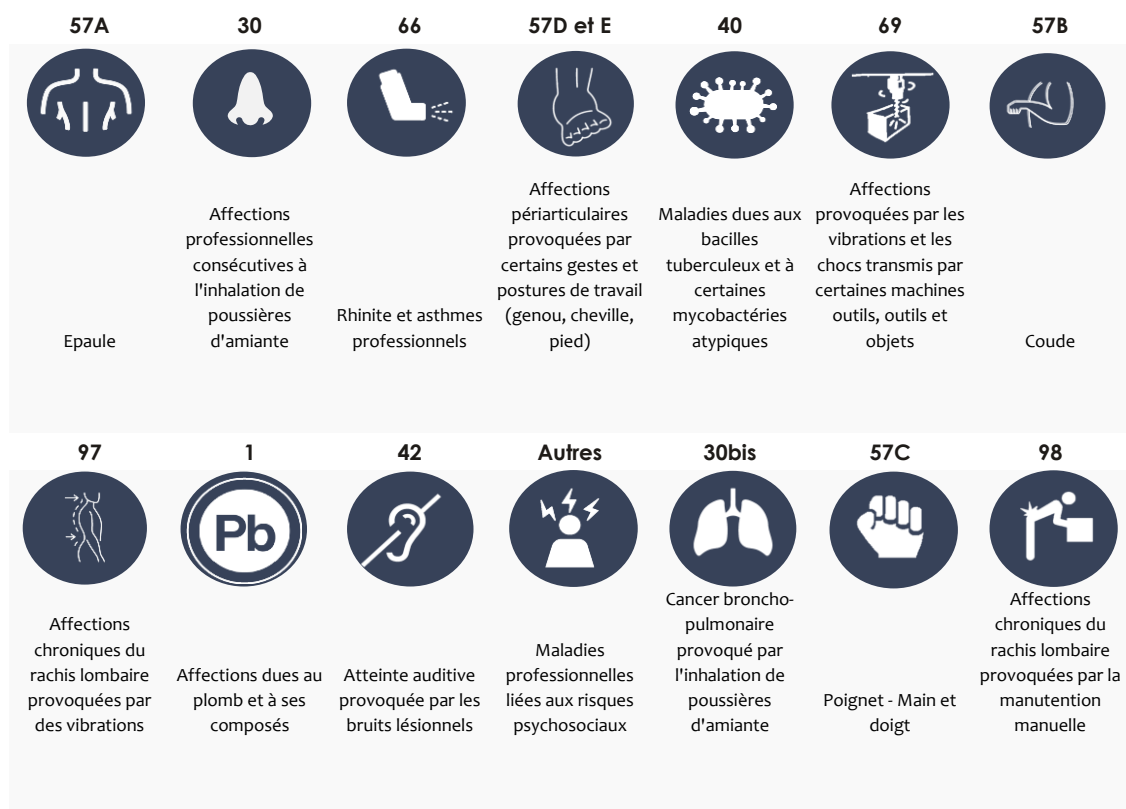 57A
30
66
57D et E
40
69
57B
Epaule
Affections
professionnelles
consécutives à
l'inhalation de
poussières
d'amiante
Rhinite et asthmes
professionnels
Affections
périarticulaires
provoquées par
certains gestes et
postures de travail
(genou, cheville,
pied)
Maladies dues aux
bacilles
tuberculeux et à
certaines
mycobactéries
atypiques
Affections
provoquées par les
vibrations et les
chocs transmis par
certaines machines
outils, outils et
objets
Coude
97
1
42
Autres
30bis
57C
98
Pb
Affections
chroniques du
rachis lombaire
provoquées par
des vibrations
Affections dues au
plomb et à ses
composés
Atteinte auditive
provoquée par les
bruits lésionnels
Maladies
professionnelles
liées aux risques
psychosociaux
Cancer broncho-
pulmonaire
provoqué par
l'inhalation de
poussières
d'amiante
Poignet - Main et
doigt
Affections
chroniques du
rachis lombaire
provoquées par la
manutention
manuelle